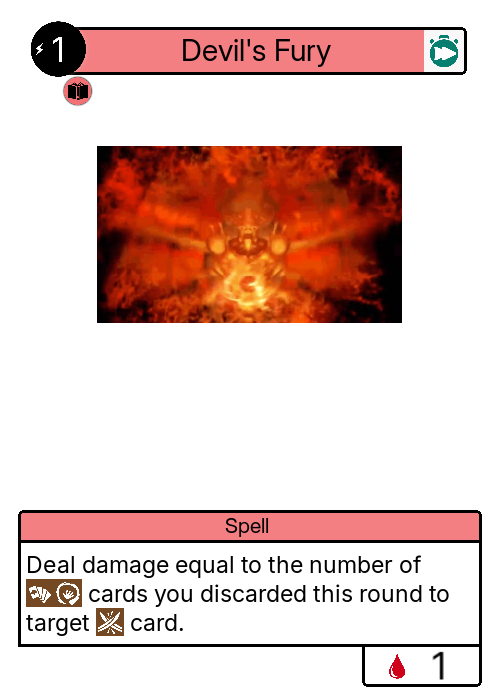 1
Devil's Fury
Spell
Deal damage equal to the number of
cards you discarded this round to
target card.
1